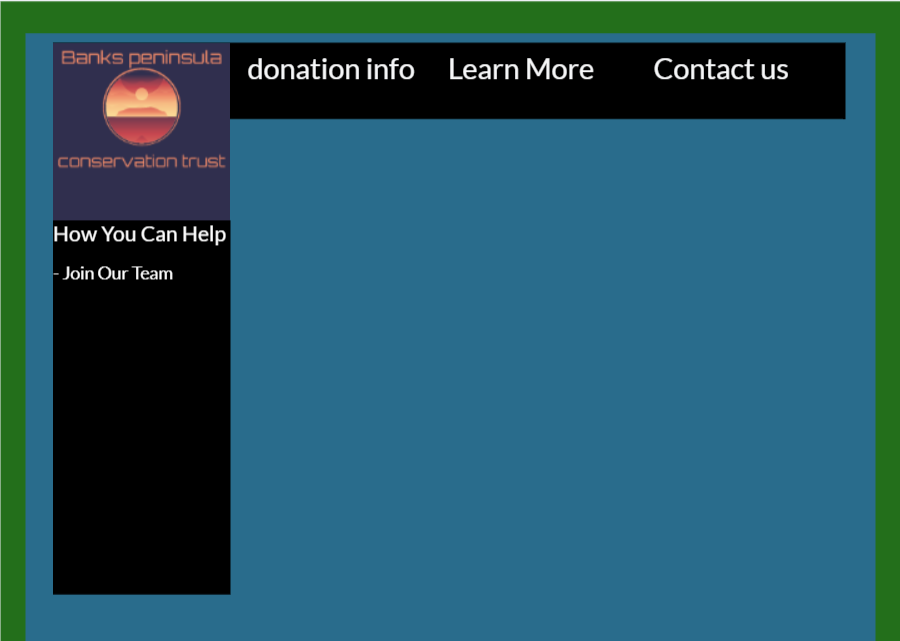 Banks peninsula
conservation trust
donation info
Learn More
Contact us
How You Can Help
- Join Our Team